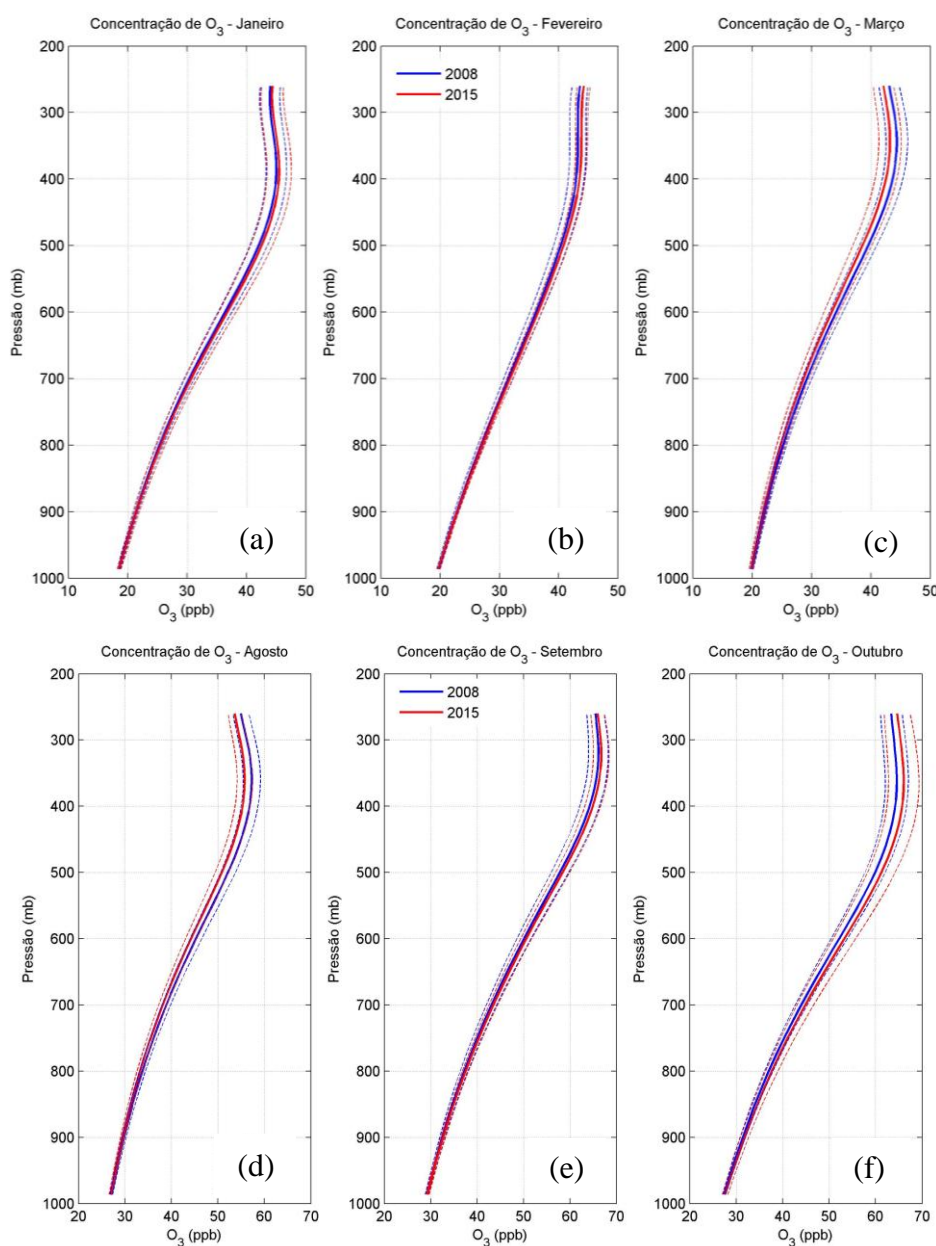 Concentração de O3 - Janeiro
200
300
400
500
600
700
800
900
1000
Pressão (mb)
10 20 30 40 50
O3 (ppb)
(a)
Concentração de O3 - Fevereiro
2008
2015
200
300
400
500
600
700
800
900
1000
Pressão (mb)
10 20 30 40 50
O3 (ppb)
(b)
Concentração de O3 - Março
200
300
400
500
600
700
800
900
1000
Pressão (mb)
10 20 30 40 50
O3 (ppb)
(c)
Concentração de O3 - Agosto
200
300
400
500
600
700
800
900
1000
Pressão (mb)
20 30 40 50 60 70
O3 (ppb)
(d)
Concentração de O3 - Setembro
2008
2015
200
300
400
500
600
700
800
900
1000
Pressão (mb)
20 30 40 50 60 70
O3 (ppb)
(e)
Concentração de O3 - Outubro
200
300
400
500
600
700
800
900
1000
Pressão (mb)
20 30 40 50 60 70
O3 (ppb)
(f)